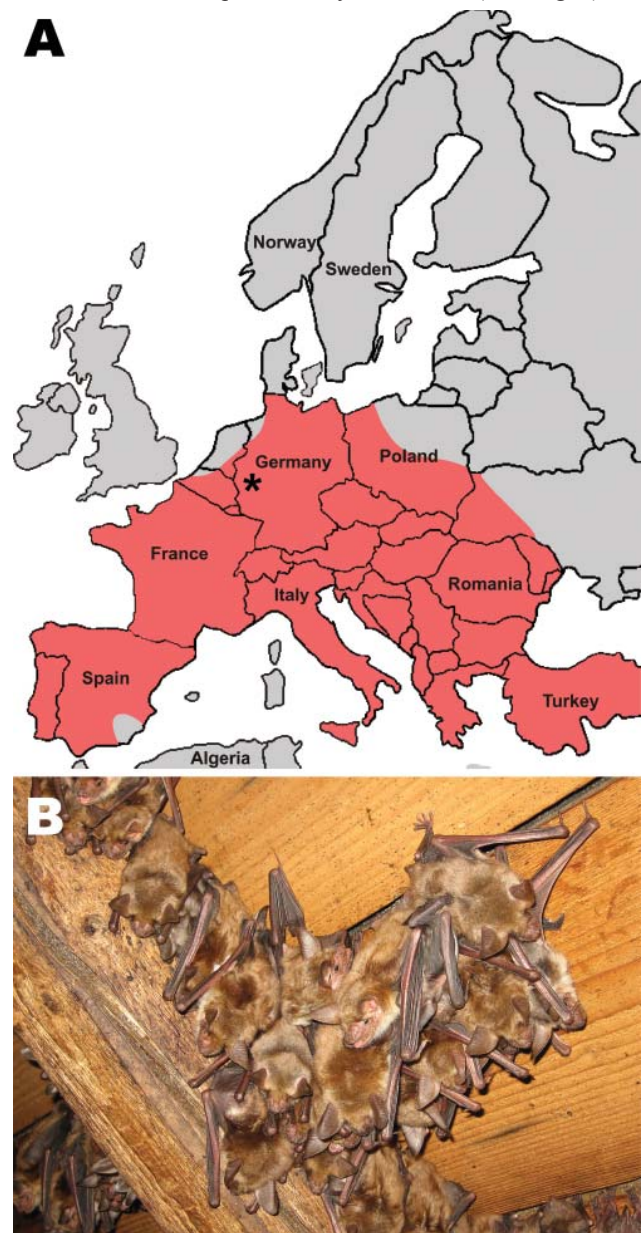 A
Norway
Sweden
Germany
Poland
*
France
Romania
Italy
Spain
Turkey
Algeria
B